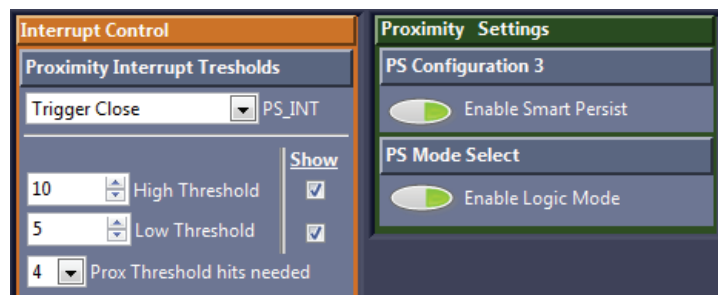 Interrupt Control
Proximity Interrupt Tresholds
Trigger Close PS_INT
Show
10 High Threshold
5 Low Threshold
4 Prox Threshold hits needed
Proximity Settings
PS Configuration 3
Enable Smart Persist
PS Mode Select
Enable Logic Mode